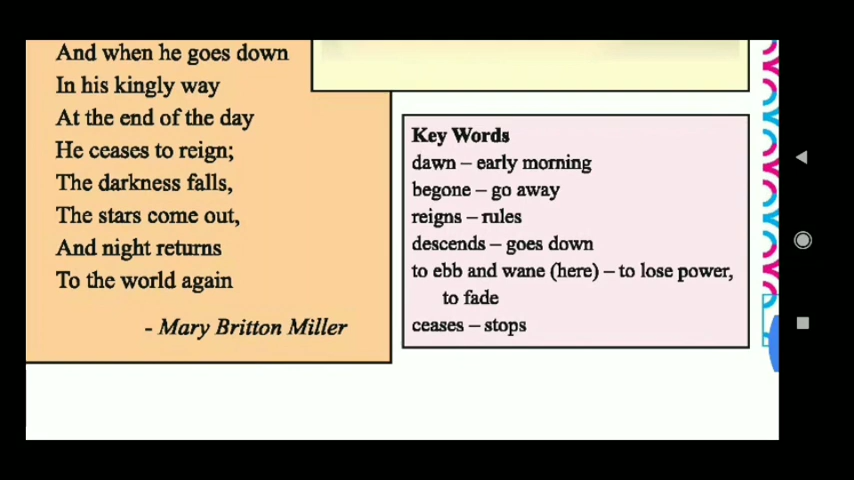 And when he goes down
In his kingly way
At the end of the day
He ceases to reign;
The darkness falls,
The stars come out,
And night returns
To the world again
- Mary Britton Miller
Key Words
dawn – early morning
begone – go away
reigns – rules
descends – goes down
to ebb and wane (here) – to lose power,
to fade
ceases – stops